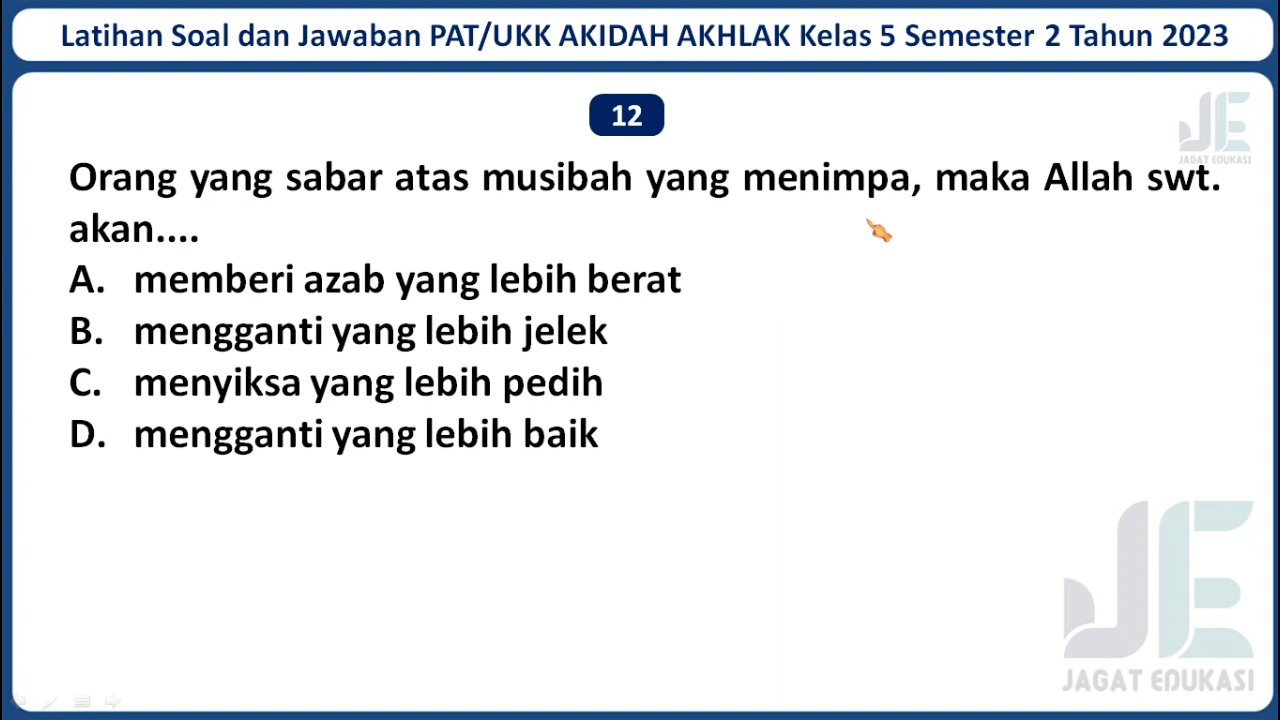 Latihan Soal dan Jawaban PAT/UKK AKIDAH AKHLAK Kelas 5 Semester 2 Tahun 2023
12
JAGAT EDUKASI
Orang yang sabar atas musibah yang menimpa, maka Allah swt.
akan....
A. memberi azab yang lebih berat
B. mengganti yang lebih jelek
C. menyiksa yang lebih pedih
D. mengganti yang lebih baik
JAGAT EDUKASI